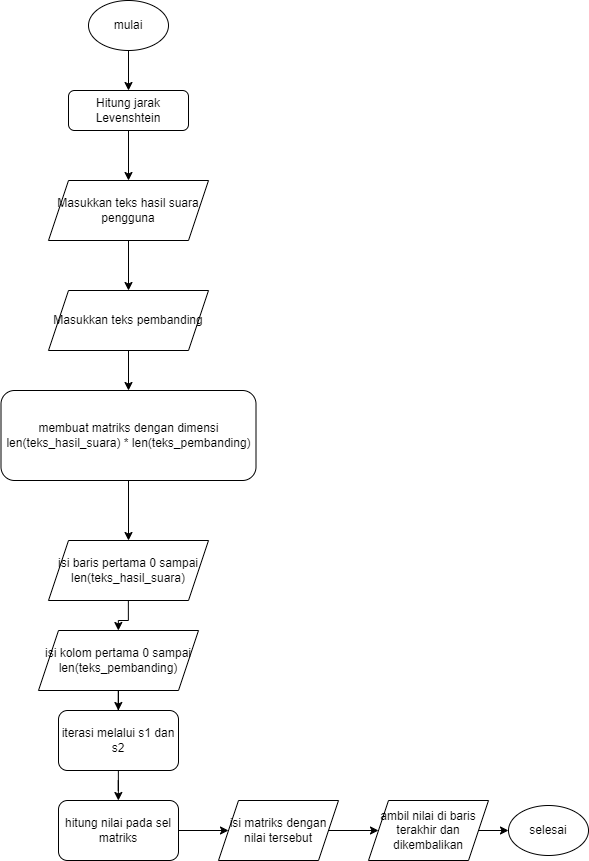 mulai
Hitung jarak
Levenshtein
Masukkan teks hasil suara
pengguna
Masukkan teks pembanding
membuat matriks dengan dimensi
len(teks_hasil_suara) * len(teks_pembanding)
isi baris pertama 0 sampai
len(teks_hasil_suara)
isi kolom pertama 0 sampai
len(teks_pembanding)
iterasi melalui s1 dan
s2
hitung nilai pada sel
matriks
isi matriks dengan
nilai tersebut
ambil nilai di baris
terakhir dan
dikembalikan
selesai